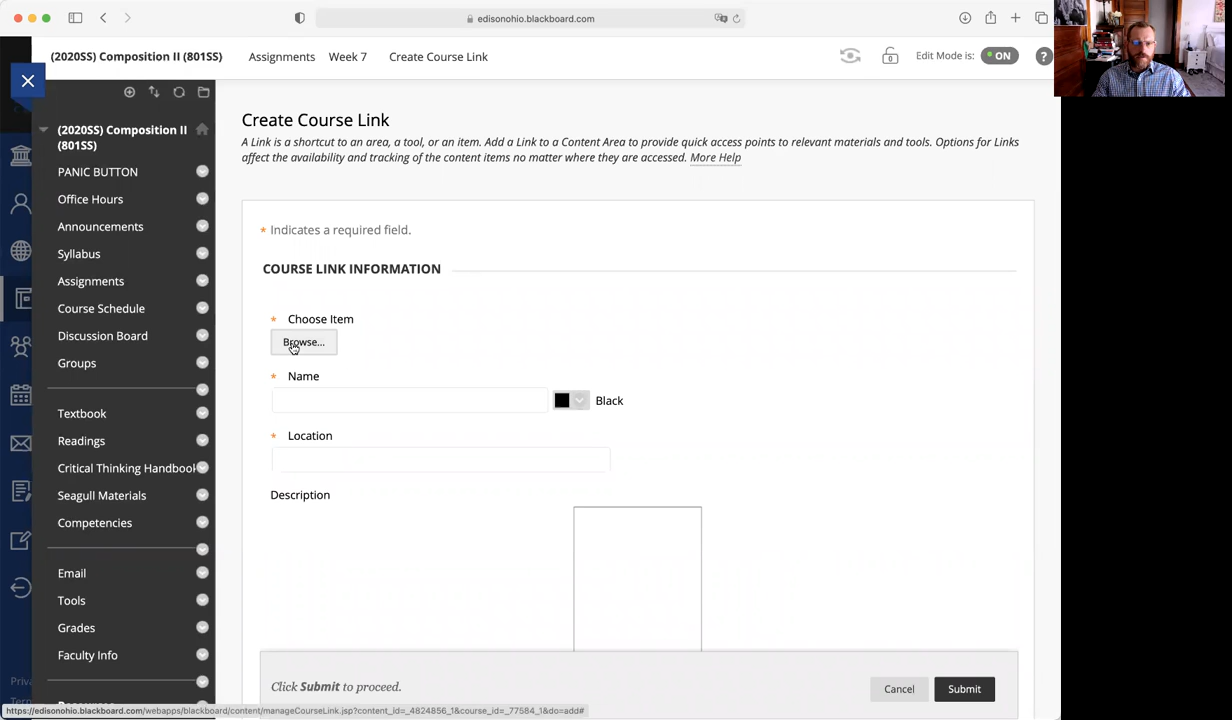 edisonohio.blackboard.com
(2020SS) Composition II (801SS) Assignments Week 7 Create Course Link Edit Mode is: ON ?
(2020SS) Composition II
(801SS)
PANIC BUTTON
Office Hours
Announcements
Syllabus
Assignments
Course Schedule
Discussion Board
Groups
Textbook
Readings
Critical Thinking Handbook
Seagull Materials
Competencies
Email
Tools
Grades
Faculty Info
Create Course Link
A Link is a shortcut to an area, a tool, or an item. Add a Link to a Content Area to provide quick access points to relevant materials and tools. Options for Links
affect the availability and tracking of the content items no matter where they are accessed. More Help
* Indicates a required field.
COURSE LINK INFORMATION
* Choose Item
Browse...
* Name
Black
* Location
Description
Click Submit to proceed.
Cancel Submit
https://edisonohio.blackboard.com/webapps/blackboard/content/manageCourseLink.jsp?content_id=_4824856_1&course_id=_77584_1&do=add#